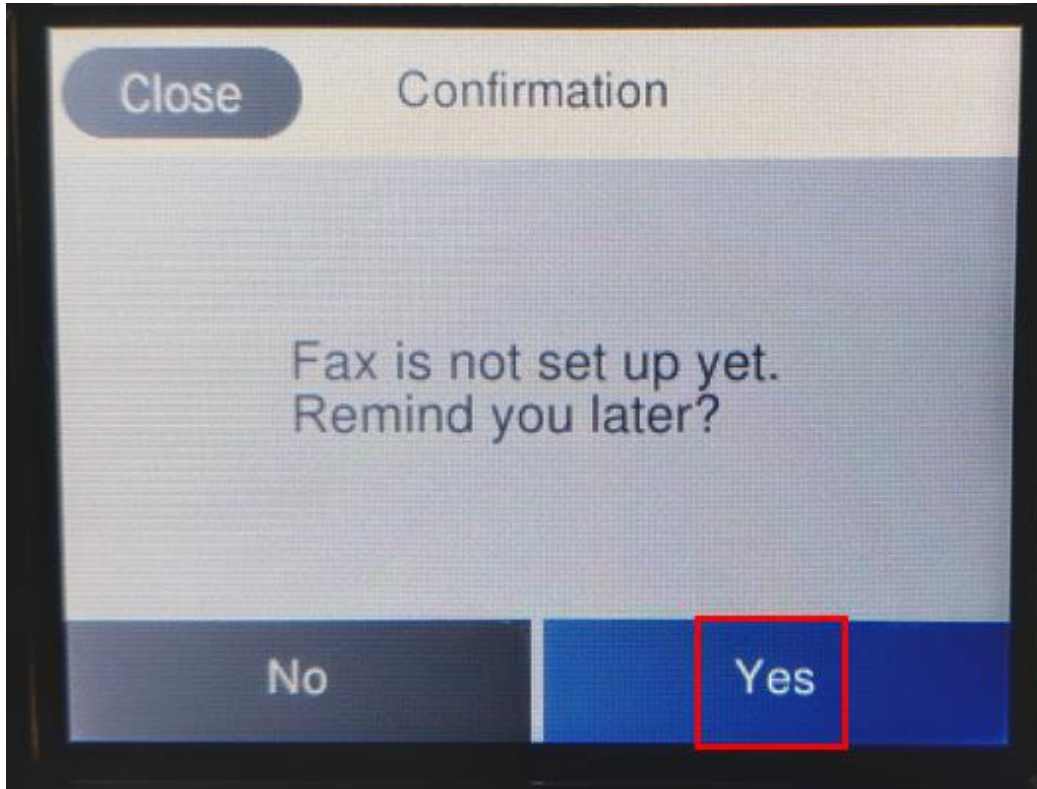 Close
Confirmation
Fax is not set up yet.
Remind you later?
No
Yes